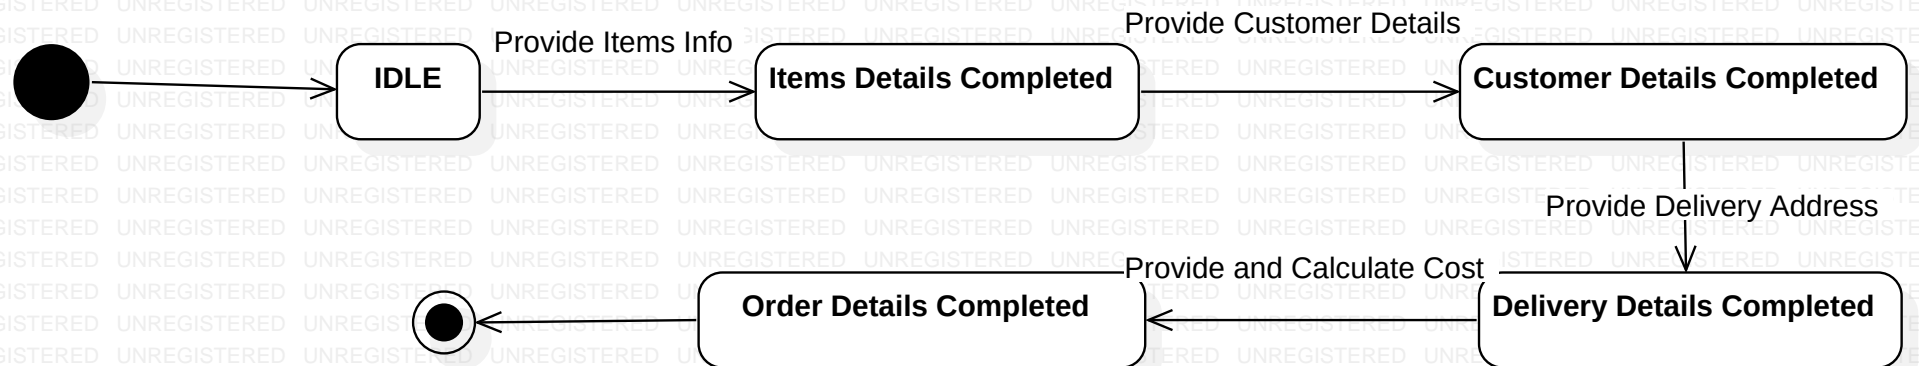 Provide Customer Details
Provide Items Info
IDLE
Items Details Completed
Customer Details Completed
Provide Delivery Address
Provide and Calculate Cost
Order Details Completed
Delivery Details Completed
UNREGISTERED